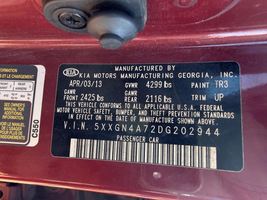 MANUFACTURED BY
KIA KIA MOTORS MANUFACTURING GEORGIA, INC.
APR/03/13 GVWR 4299 lbs PAINT TR3
FRONT GAWR REAR GAWR
2425 lbs 2116 lbs TRIM UP
THIS VEHICLE CONFORMS TO ALL APPLICABLE FEDERAL
MOTOR VEHICLE SAFETY, BUMPER, AND THEFT
PREVENTION STANDARDS IN EFFECT ON THE DATE OF
MANUFACTURE SHOWN ABOVE.
V.I.N. 5XXGN4A72DG202944
PASSENGER CAR
C550